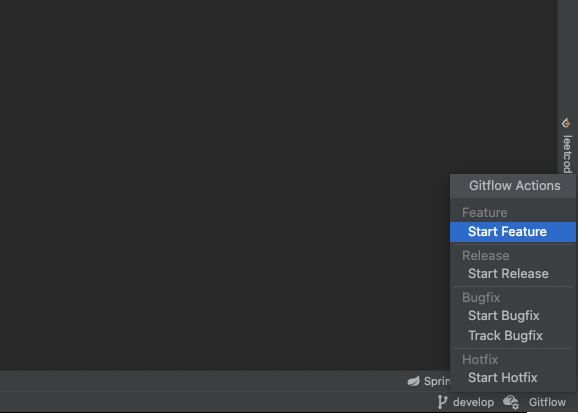 leetcod
Gitflow Actions
Feature
Start Feature
Release
Start Release
Bugfix
Start Bugfix
Track Bugfix
Hotfix
Start Hotfix
Sprin
develop
Gitflow